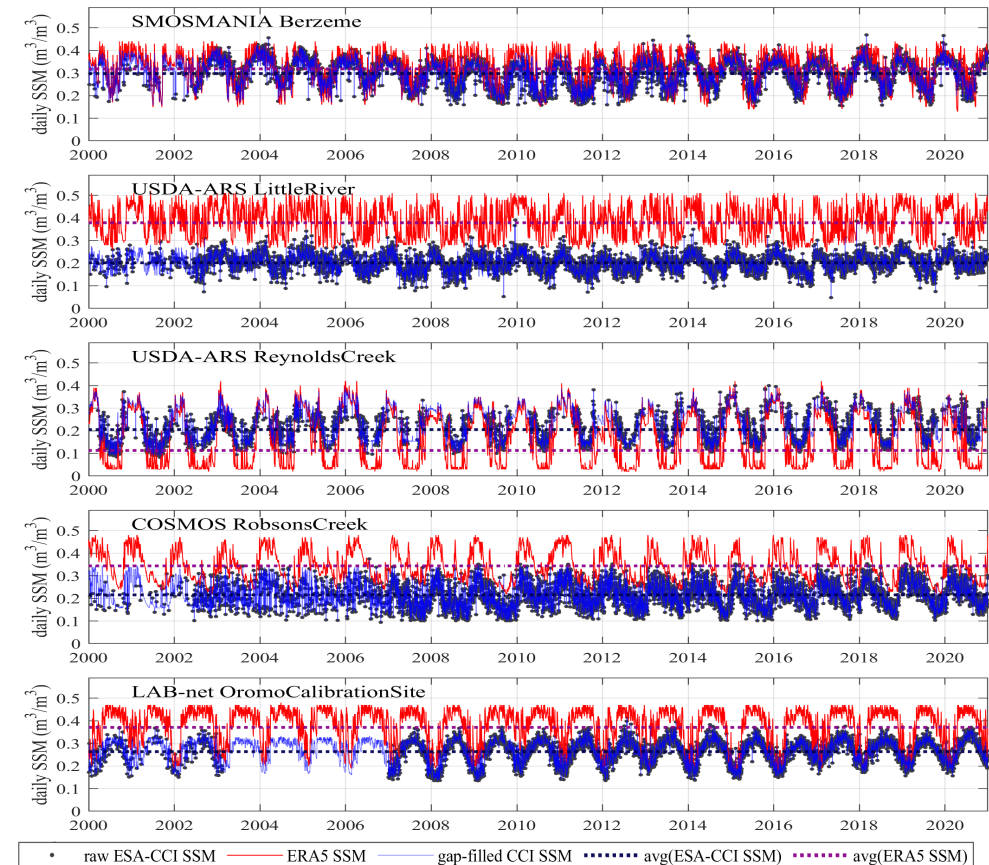 SMOSMANIA Berzeme
daily SSM (m³/m³)
0.5
0.4
0.3
0.2
0.1
0
2000 2002 2004 2006 2008 2010 2012 2014 2016 2018 2020
USDA-ARS LittleRiver
daily SSM (m³/m³)
0.5
0.4
0.3
0.2
0.1
0
2000 2002 2004 2006 2008 2010 2012 2014 2016 2018 2020
USDA-ARS ReynoldsCreek
daily SSM (m³/m³)
0.5
0.4
0.3
0.2
0.1
0
2000 2002 2004 2006 2008 2010 2012 2014 2016 2018 2020
COSMOS RobsonsCreek
daily SSM (m³/m³)
0.5
0.4
0.3
0.2
0.1
0
2000 2002 2004 2006 2008 2010 2012 2014 2016 2018 2020
LAB-net OromoCalibrationSite
daily SSM (m³/m³)
0.5
0.4
0.3
0.2
0.1
0
2000 2002 2004 2006 2008 2010 2012 2014 2016 2018 2020
raw ESA-CCI SSM ERA5 SSM gap-filled CCI SSM avg(ESA-CCI SSM) avg(ERA5 SSM)